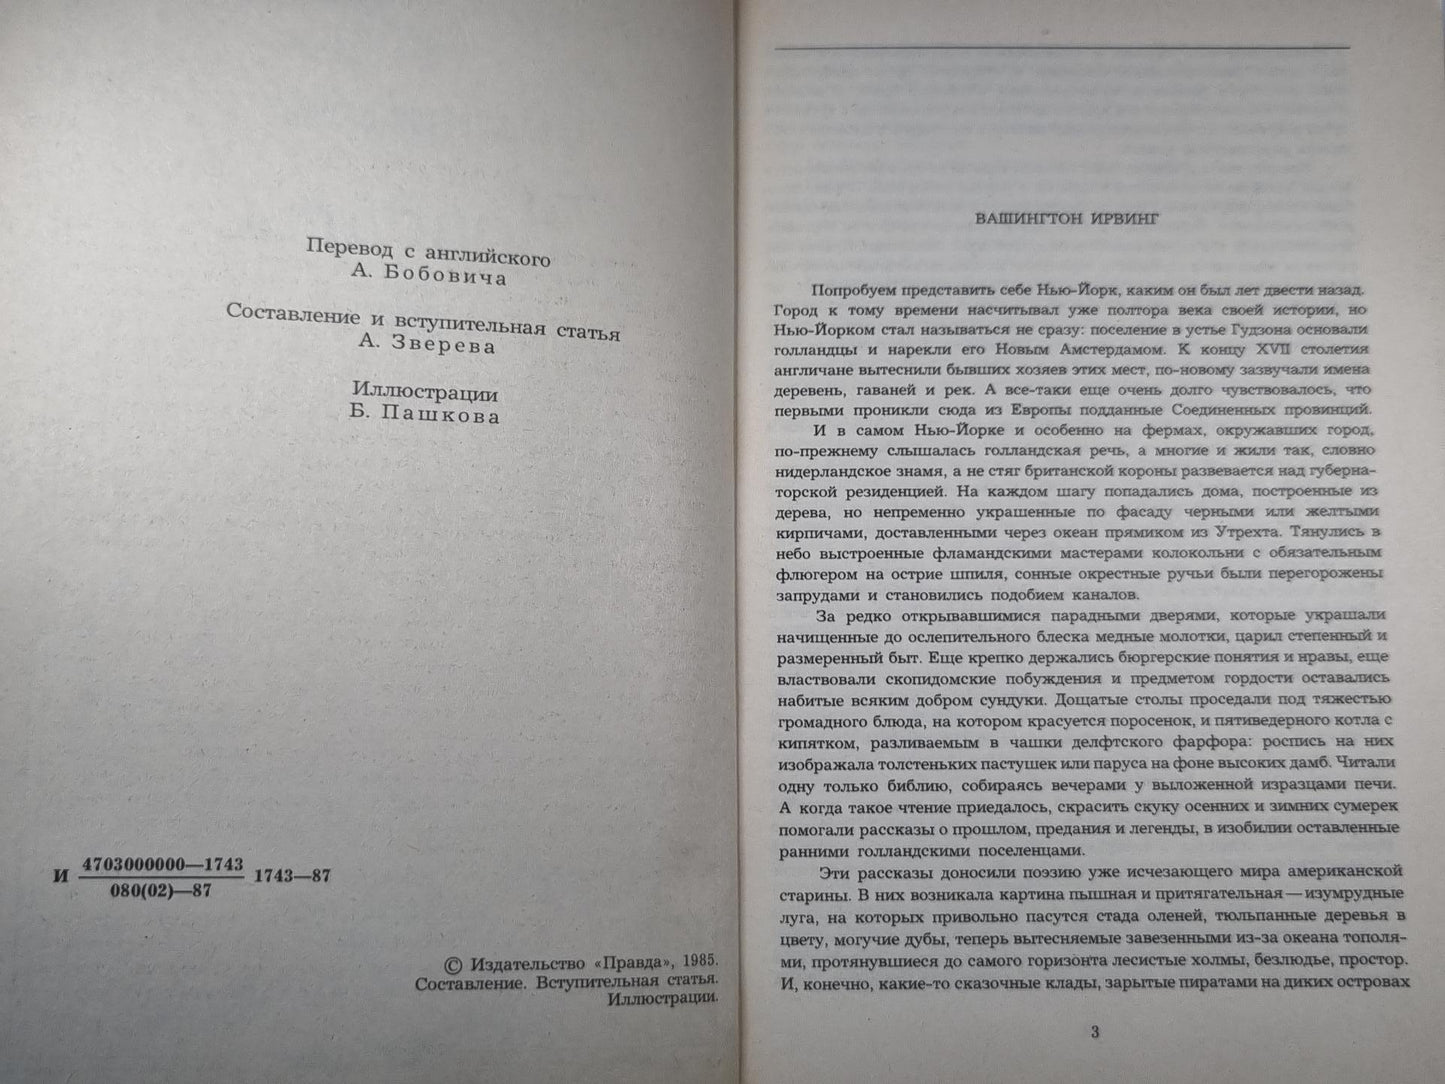 Перевод с английского
А. Бобовича
Составление и вступительная статья
А. Зверева
Иллюстрации
Б. Пашкова
И 4703000000—1743 1743—87
080(02)—87
© Издательство «Правда», 1985.
Составление. Вступительная статья.
Иллюстрации.
ВАШИНГТОН ИРВИНГ
Попробуем представить себе Нью-Йорк, каким он был лет двести назад.
Город к тому времени насчитывал уже полтора века своей истории, но
Нью-Йорком стал называться не сразу: поселение в устье Гудзона основали
голландцы и нарекли его Новым Амстердамом. К концу XVII столетия
англичане вытеснили бывших хозяев этих мест, по-новому зазвучали имена
деревень, гаваней и рек. А все-таки еще очень долго чувствовалось, что
первыми проникли сюда из Европы подданные Соединенных провинций.
И в самом Нью-Йорке и особенно на фермах, окружавших город,
по-прежнему слышалась голландская речь, а многие и жили так, словно
нидерландское знамя, а не стяг британской короны развевается над губерна-
торской резиденцией. На каждом шагу попадались дома, построенные из
дерева, но непременно украшенные по фасаду черными или желтыми
кирпичами, доставленными через океан прямиком из Утрехта. Тянулись в
небо выстроенные фламандскими мастерами колокольни с обязательным
флюгером на острие шпиля, сонные окрестные ручьи были перегорожены
запрудами и становились подобием каналов.
За редко открывавшимися парадными дверями, которые украшали
начищенные до ослепительного блеска медные молотки, царил степенный и
размеренный быт. Еще крепко держались бюргерские понятия и нравы, еще
властвовали скопидомские побуждения и предметом гордости оставались
набитые всяким добром сундуки. Дощатые столы проседали под тяжестью
громадного блюда, на котором красуется поросенок, и пятиведерного котла с
кипятком, разливаемым в чашки делфтского фарфора: роспись на них
изображала толстеньких пастушек или паруса на фоне высоких дамб. Читали
одну только библию, собираясь вечерами у выложенной изразцами печи.
А когда такое чтение приедалось, скрасить скуку осенних и зимних сумерек
помогали рассказы о прошлом, предания и легенды, в изобилии оставленные
ранними голландскими поселенцами.
Эти рассказы доносили поэзию уже исчезающего мира американской
старины. В них возникала картина пышная и притягательная—изумрудные
луга, на которых привольно пасутся стада оленей, тюльпанные деревья в
цвету, могучие дубы, теперь вытесняемые завезенными из-за океана тополя-
ми, протянувшиеся до самого горизонта лесистые холмы, безлюдье, простор.
И, конечно, какие-то сказочные клады, зарытые пиратами на диких островах
3